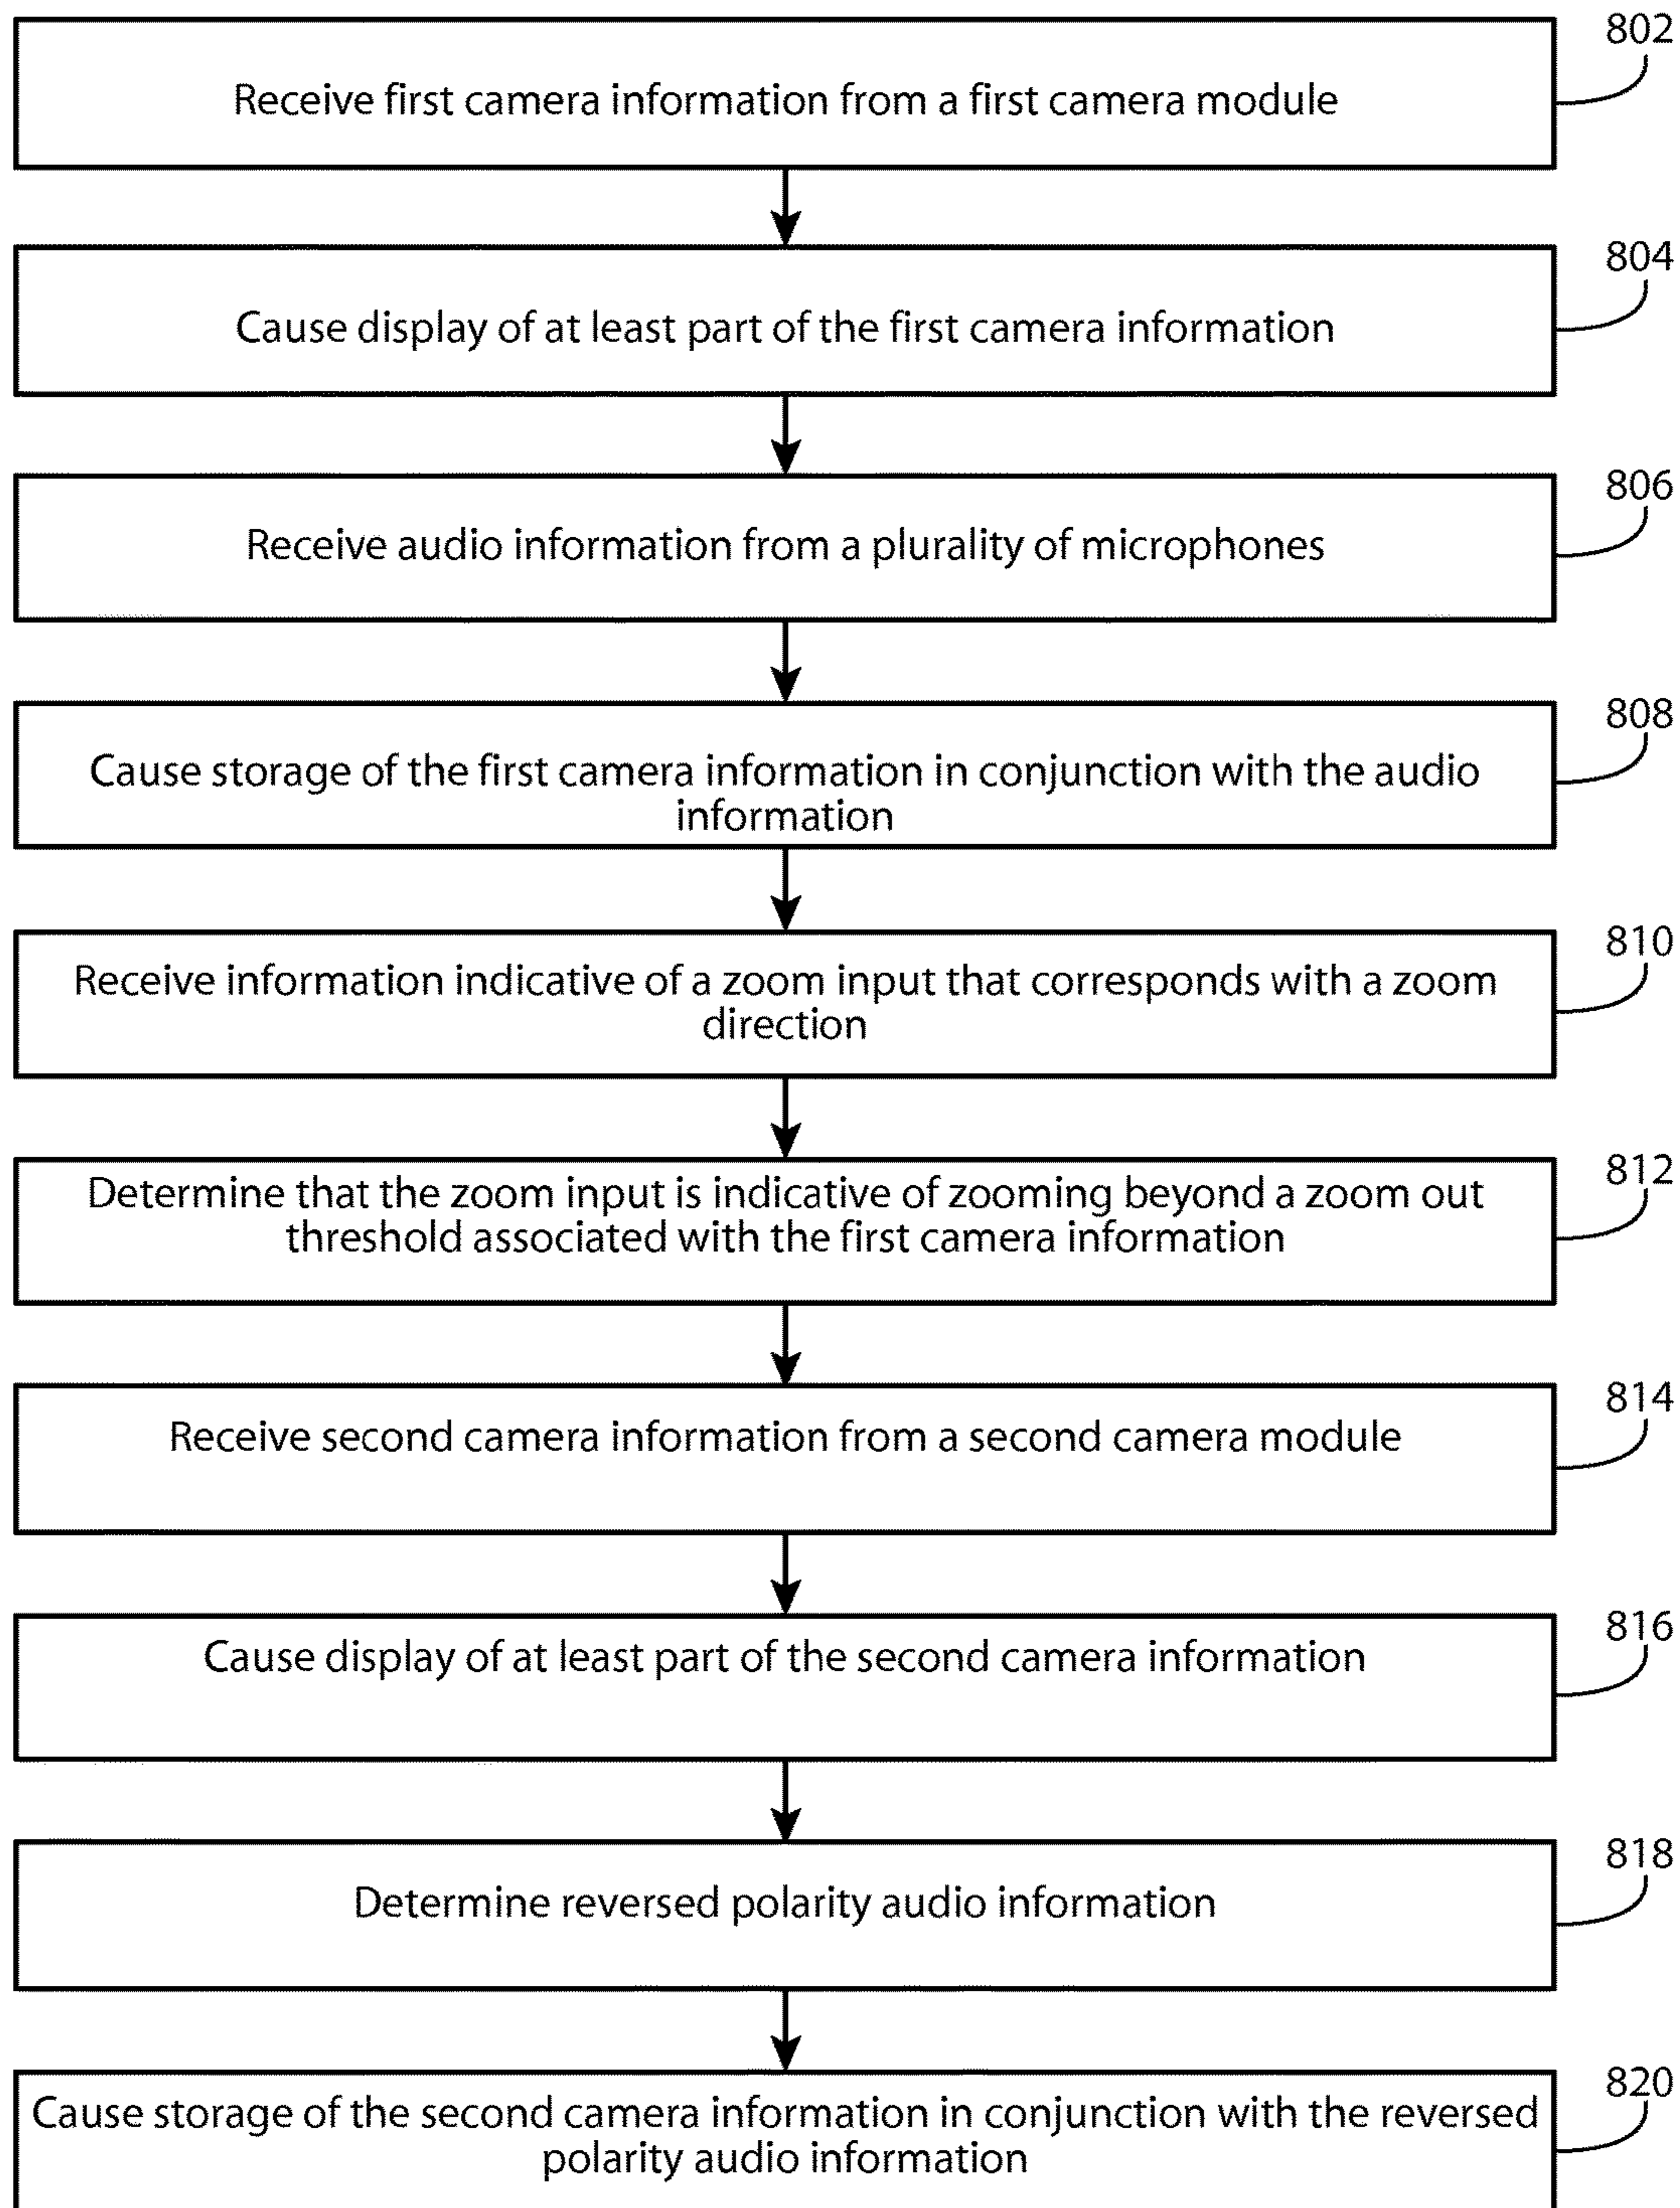 802
Receive first camera information from a first camera module
804
Cause display of at least part of the first camera information
806
Receive audio information from a plurality of microphones
808
Cause storage of the first camera information in conjunction with the audio
information
810
Receive information indicative of a zoom input that corresponds with a zoom
direction
812
Determine that the zoom input is indicative of zooming beyond a zoom out
threshold associated with the first camera information
814
Receive second camera information from a second camera module
816
Cause display of at least part of the second camera information
818
Determine reversed polarity audio information
820
Cause storage of the second camera information in conjunction with the reversed
polarity audio information